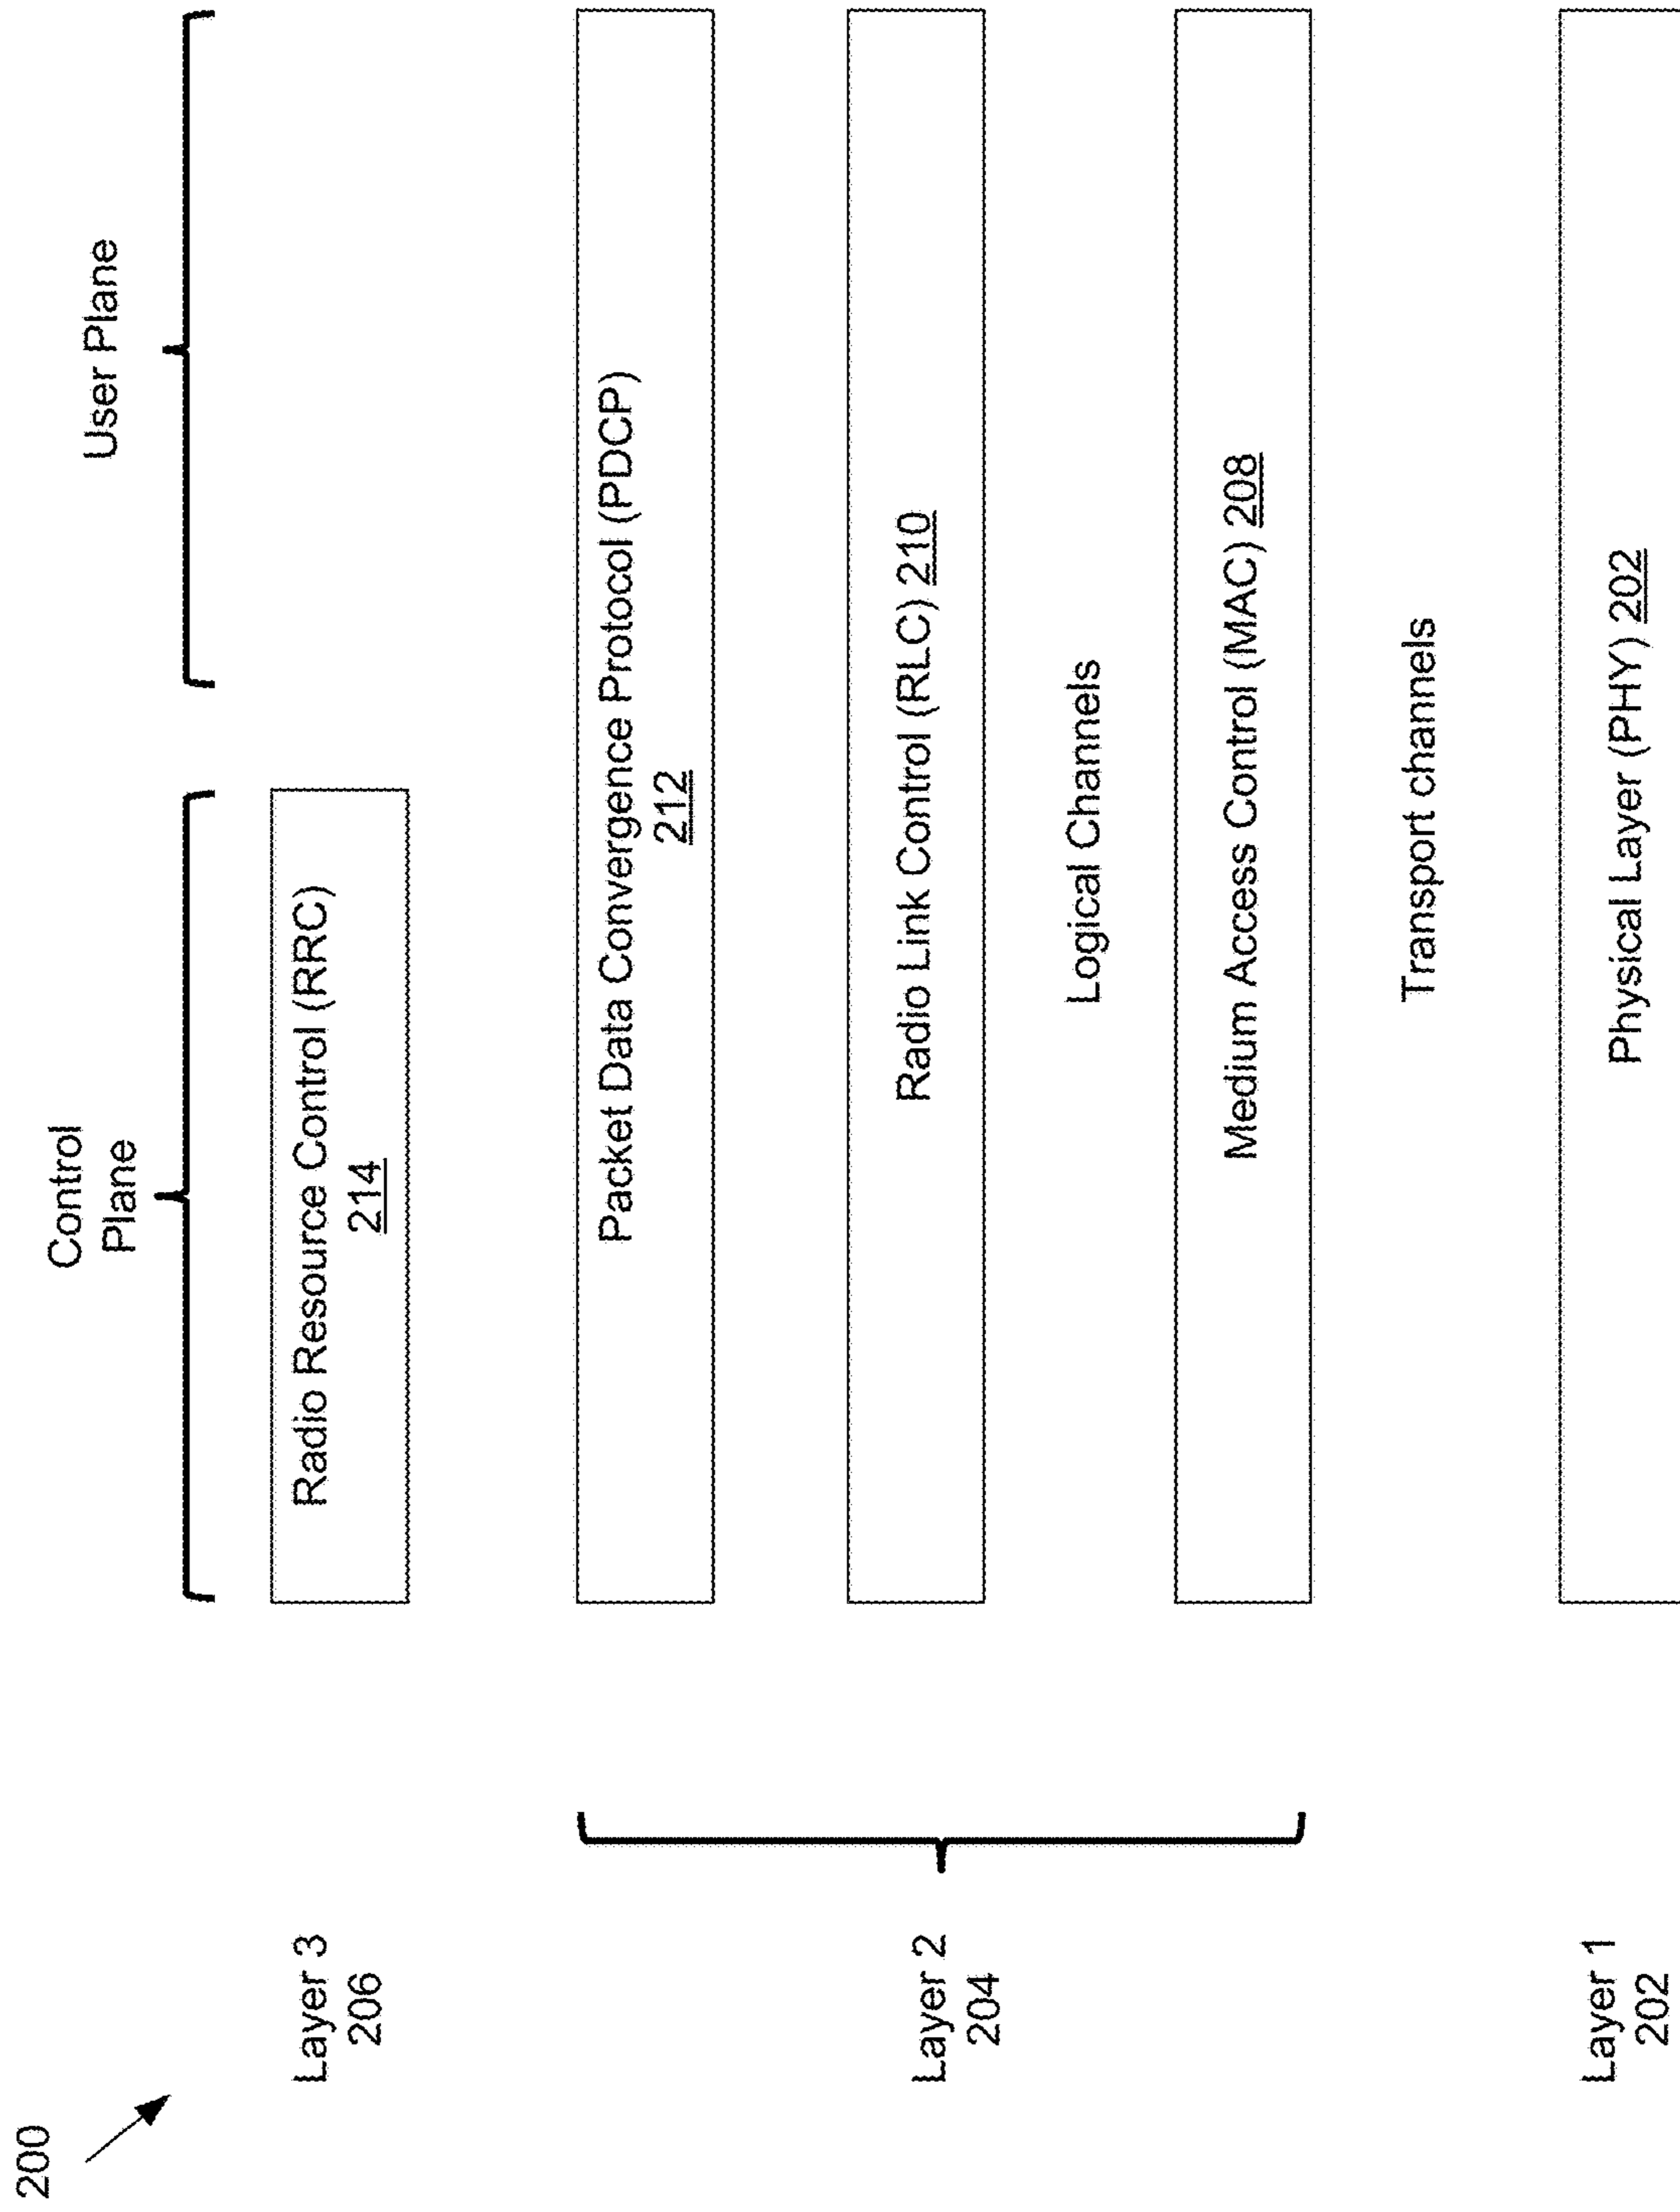 200
Control
Plane
User Plane
Layer 3
206
Radio Resource Control (RRC)
214
Packet Data Convergence Protocol (PDCP)
212
Layer 2
204
Radio Link Control (RLC) 210
Logical Channels
Medium Access Control (MAC) 208
Transport channels
Layer 1
202
Physical Layer (PHY) 202